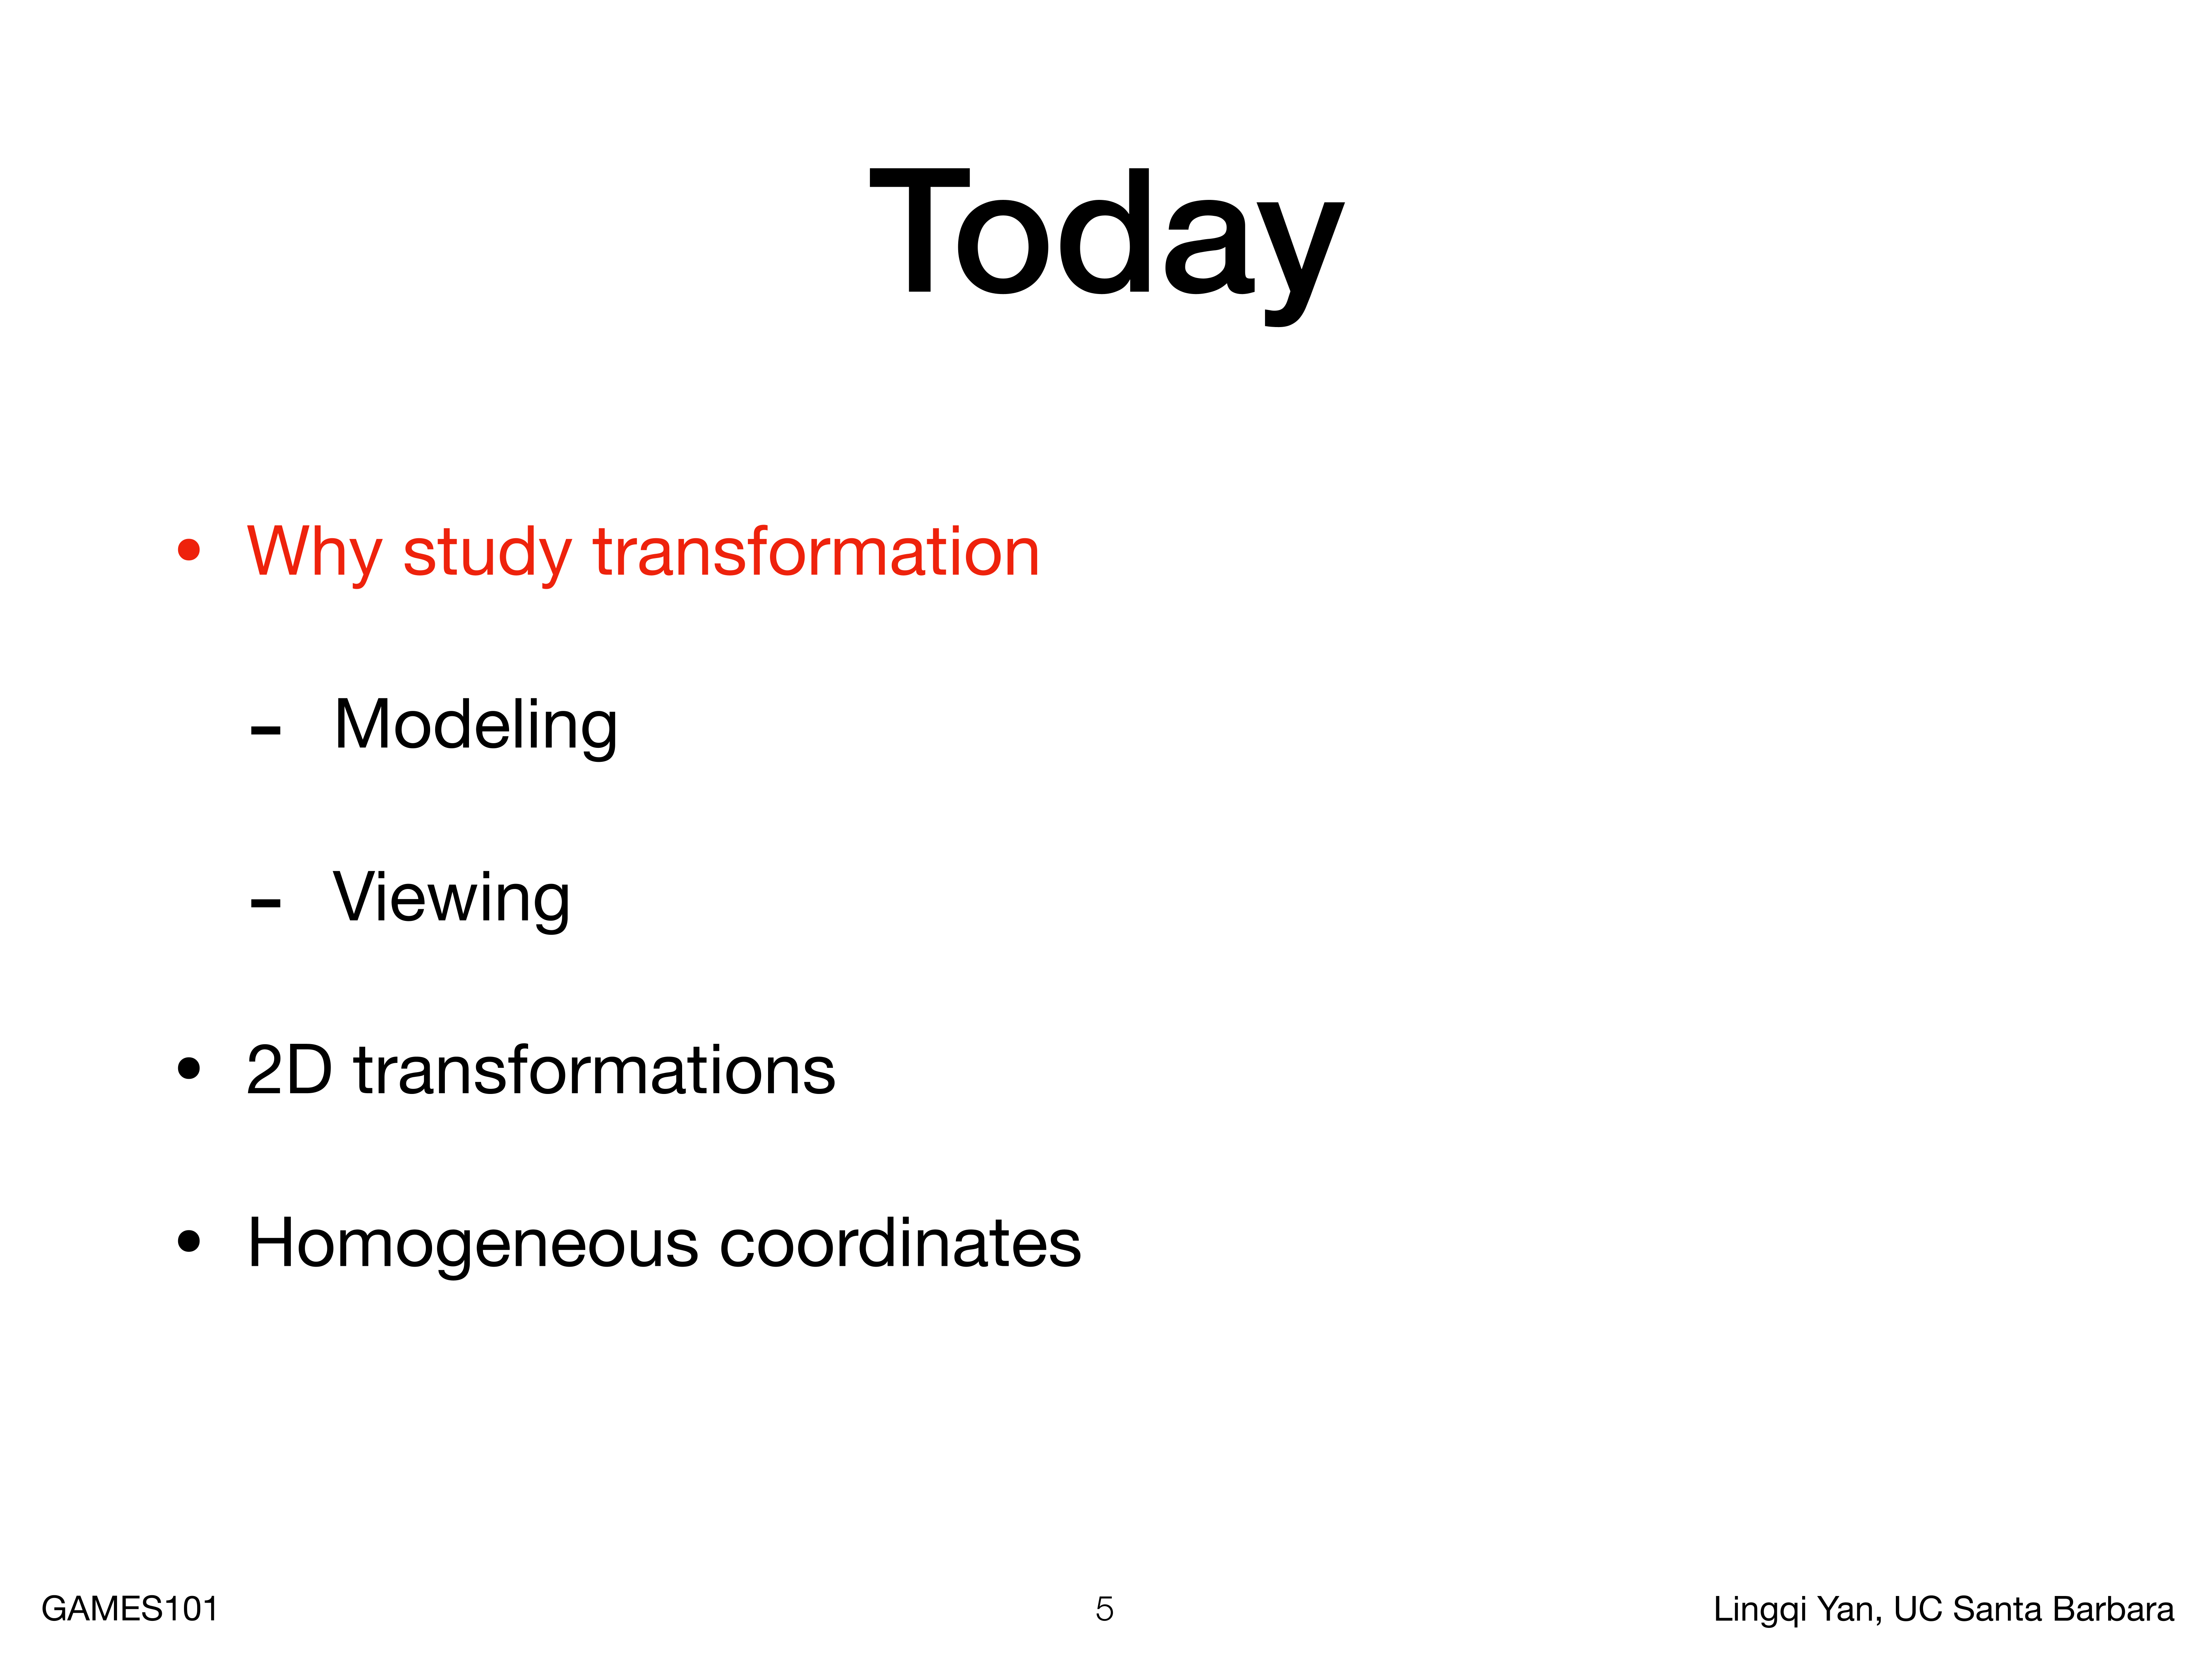 Today
• Why study transformation
- Modeling
- Viewing
• 2D transformations
• Homogeneous coordinates
GAMES101
5
Lingqi Yan, UC Santa Barbara